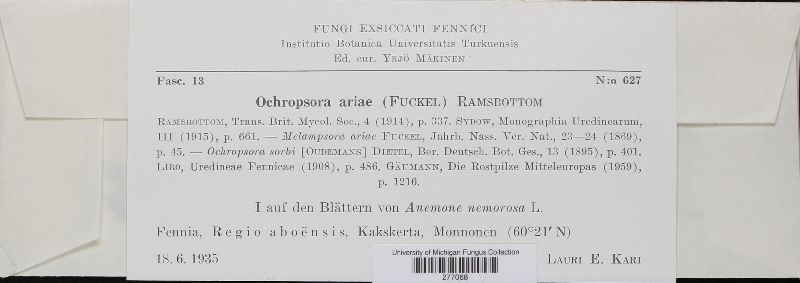 FUNGI EXSICCATI FENNICI
Institutio Botanica Universitatis Turkuensis
Ed. cur. YRJÖ MÄKINEN
Fasc. 13 N:o 627
Ochropsora ariae (FUCKEL) RAMSBOTTOM
RAMSBOTTOM, Trans. Brit. Mycol. Soc., 4 (1914), p. 337. SYDOW, Monographia Uredinearum,
III (1915), p. 661. — Melampsora ariae FUCKEL, Jahrb. Nass. Ver. Nat., 23—24 (1869),
p. 45. — Ochropsora sorbi [OUDEMANS] DIETEL, Ber. Deutsch. Bot. Ges., 13 (1895), p. 401.
LIRO, Uredineae Fennicae (1908), p. 486. GÄUMANN, Die Rostpilze Mitteleuropas (1959),
p. 1216.
I auf den Blättern von Anemone nemorosa L.
Fennia, Regio aboënsis, Kakskerta, Monnonen (60°21′ N)
18. 6. 1935 LAURI E. KARI
University of Michigan Fungus Collection
277068